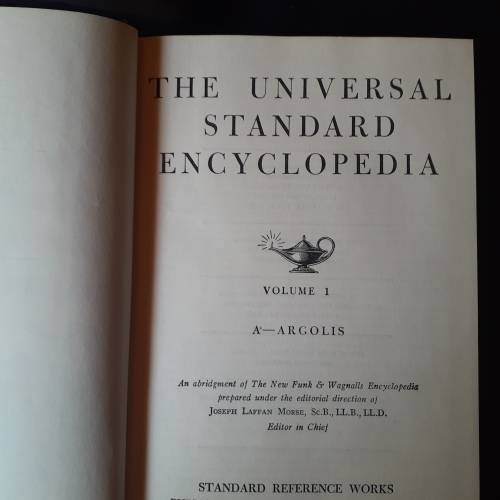 THE UNIVERSAL
STANDARD
ENCYCLOPEDIA
VOLUME 1
A—ARGOLIS
An abridgment of The New Funk & Wagnalls Encyclopedia
prepared under the editorial direction of
JOSEPH LAFFAN MORSE, Sc.B., LL.B., LL.D.
Editor in Chief
STANDARD REFERENCE WORKS